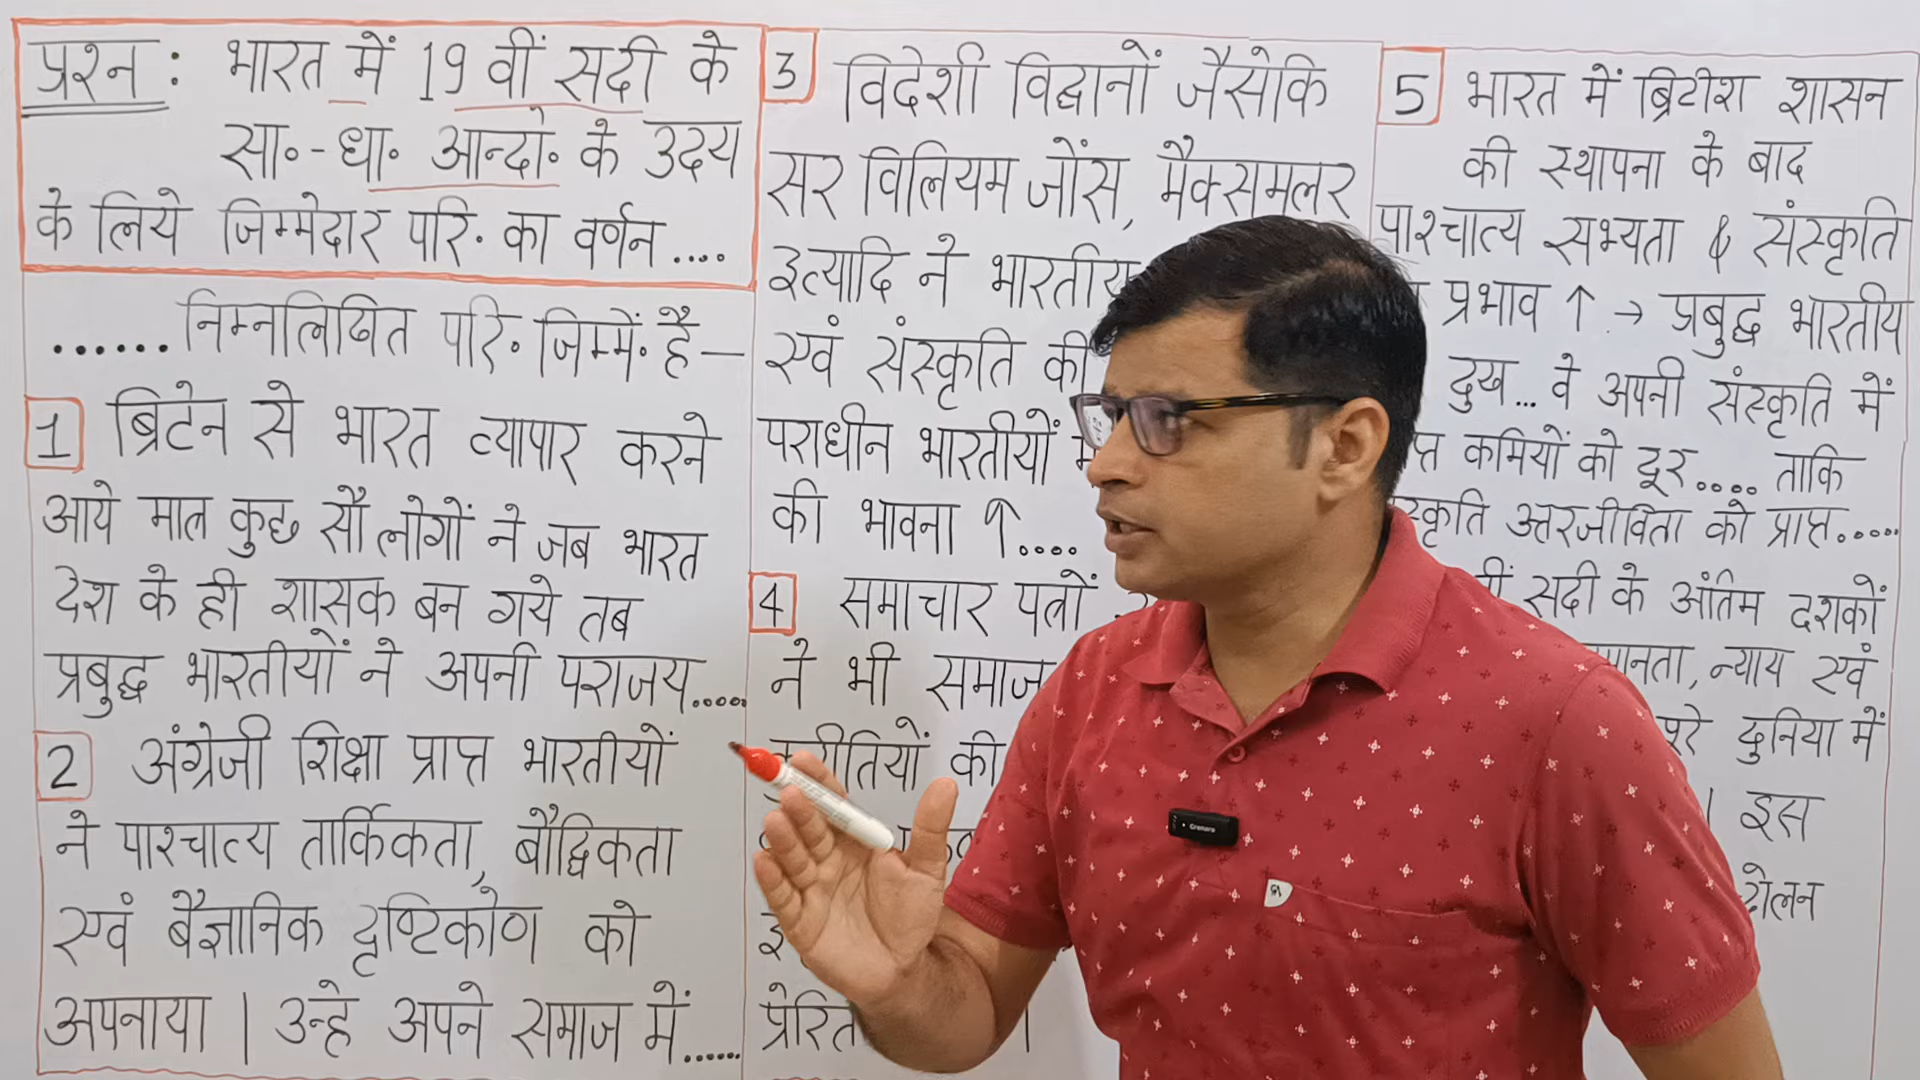 प्रश्न : भारत में 19 वीं सदी के
सा॰-धा॰ आन्दो॰ के उदय
के लिये जिम्मेदार परि॰ का वर्णन ....
......निम्नलिखित परि॰ जिम्मे॰ है—
1 ब्रिटेन से भारत व्यापार करने
आये मात्र कुछ सौ लोगों ने जब भारत
देश के ही शासक बन गये तब
प्रबुद्ध भारतीयों ने अपनी पराजय.....
2 अंग्रेजी शिक्षा प्राप्त भारतीयों
ने पाश्चात्य तार्किकता, बौद्धिकता
एवं बैज्ञानिक दृष्टिकोण को
अपनाया | उन्हे अपने समाज में......
3 विदेशी विद्वानों जैसेकि
सर विलियम जोंस, मैक्समूलर
इत्यादि ने भारतीय
एवं संस्कृति की
पराधीन भारतीयों
की भावना ↑....
4 समाचार पत्रों
ने भी समाज
की
प्रेरित |
5 भारत में ब्रिटीश शासन
की स्थापना के बाद
पाश्चात्य सभ्यता & संस्कृति
प्रभाव ↑ → प्रबुद्ध भारतीय
दुख... वे अपनी संस्कृति में
कमियों को दूर.... ताकि
उत्तरजीविता को प्राप्त.....
सदी के अंतिम दशकों
न्याय एवं
दुनिया में
| इस